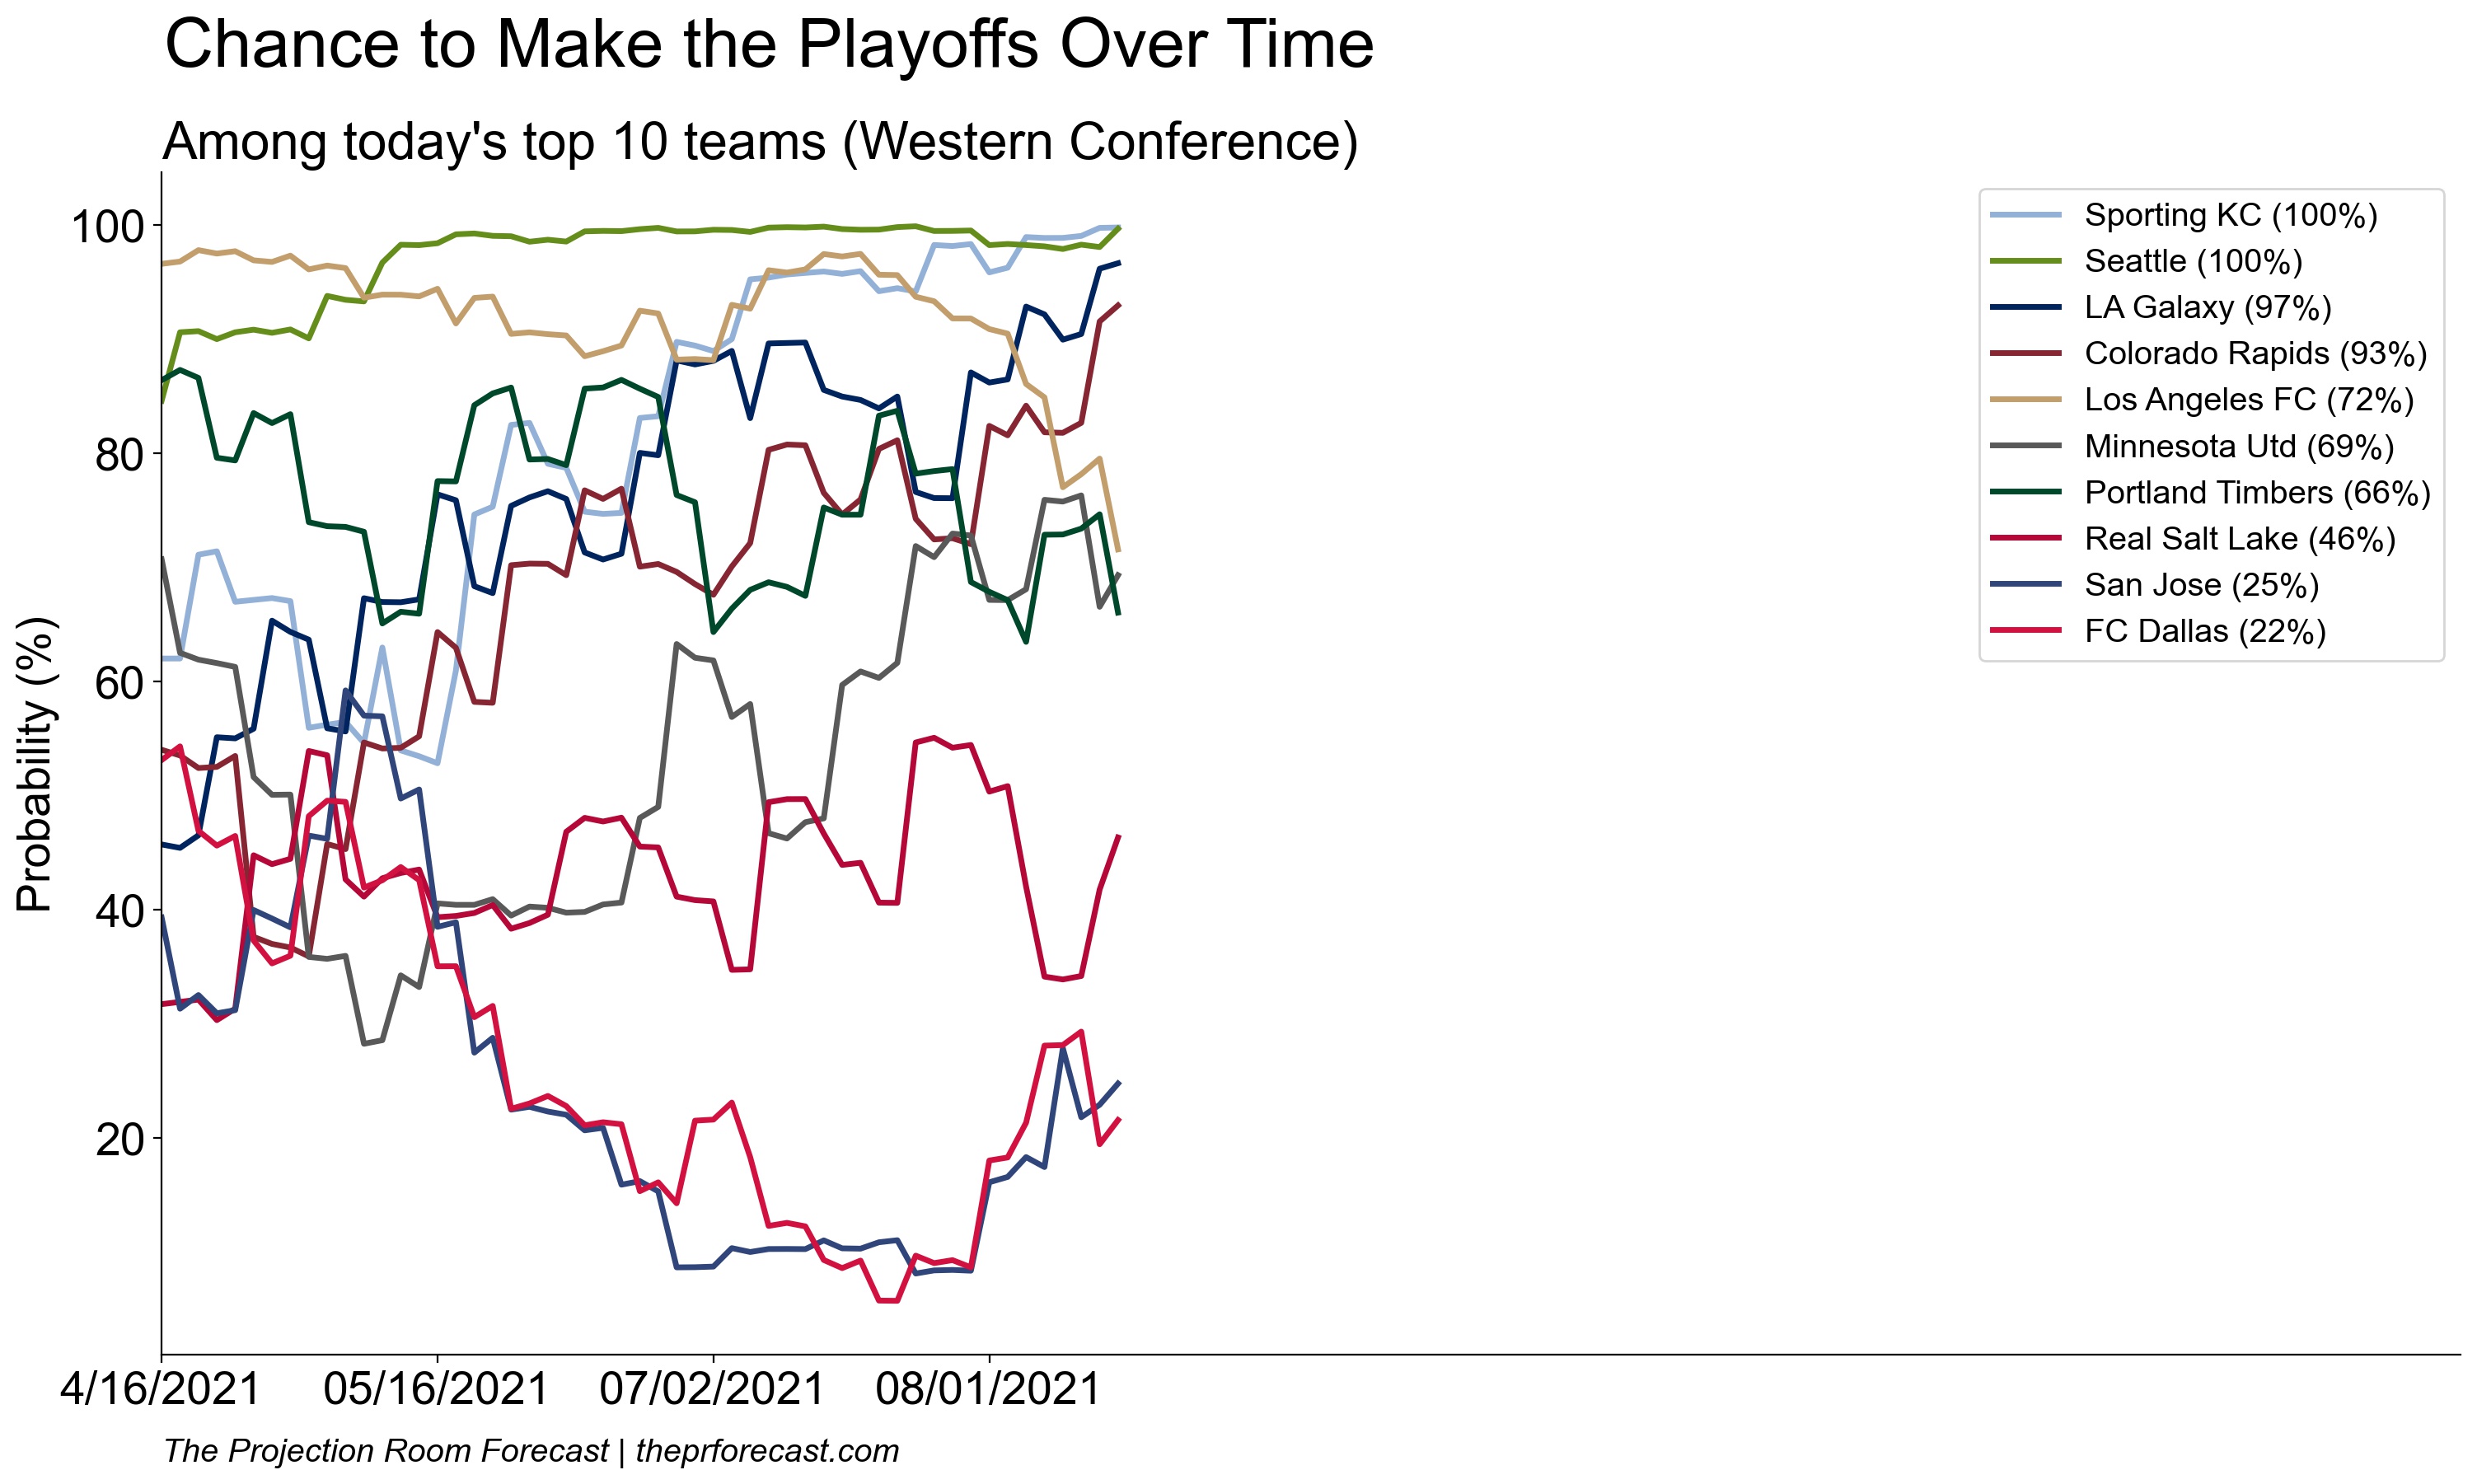 Chance to Make the Playoffs Over Time
Among today's top 10 teams (Western Conference)
Probability (%)
100
80
60
40
20
4/16/2021
05/16/2021
07/02/2021
08/01/2021
Sporting KC (100%)
Seattle (100%)
LA Galaxy (97%)
Colorado Rapids (93%)
Los Angeles FC (72%)
Minnesota Utd (69%)
Portland Timbers (66%)
Real Salt Lake (46%)
San Jose (25%)
FC Dallas (22%)
The Projection Room Forecast | theprforecast.com